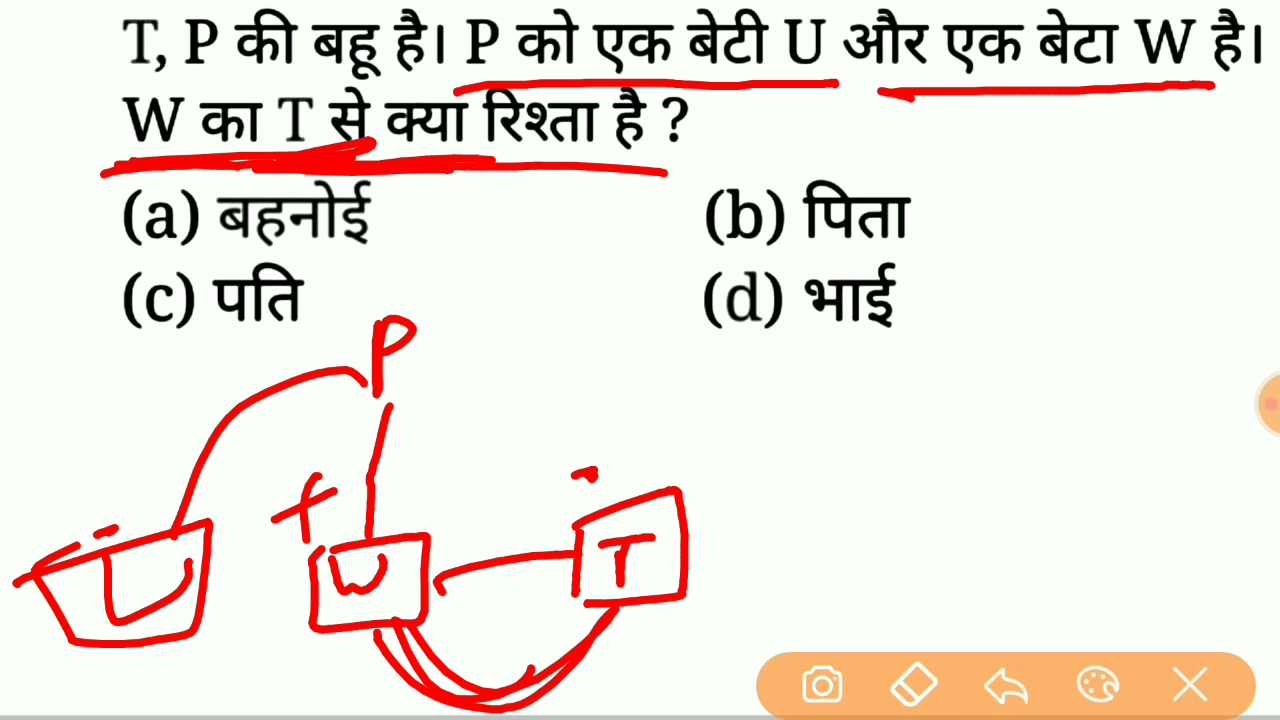 T, P की बहू है। P को एक बेटी U और एक बेटा W है।
W का T से क्या रिश्ता है ?
(a) बहनोई (b) पिता
(c) पति (d) भाई
P
+ -
- U W T